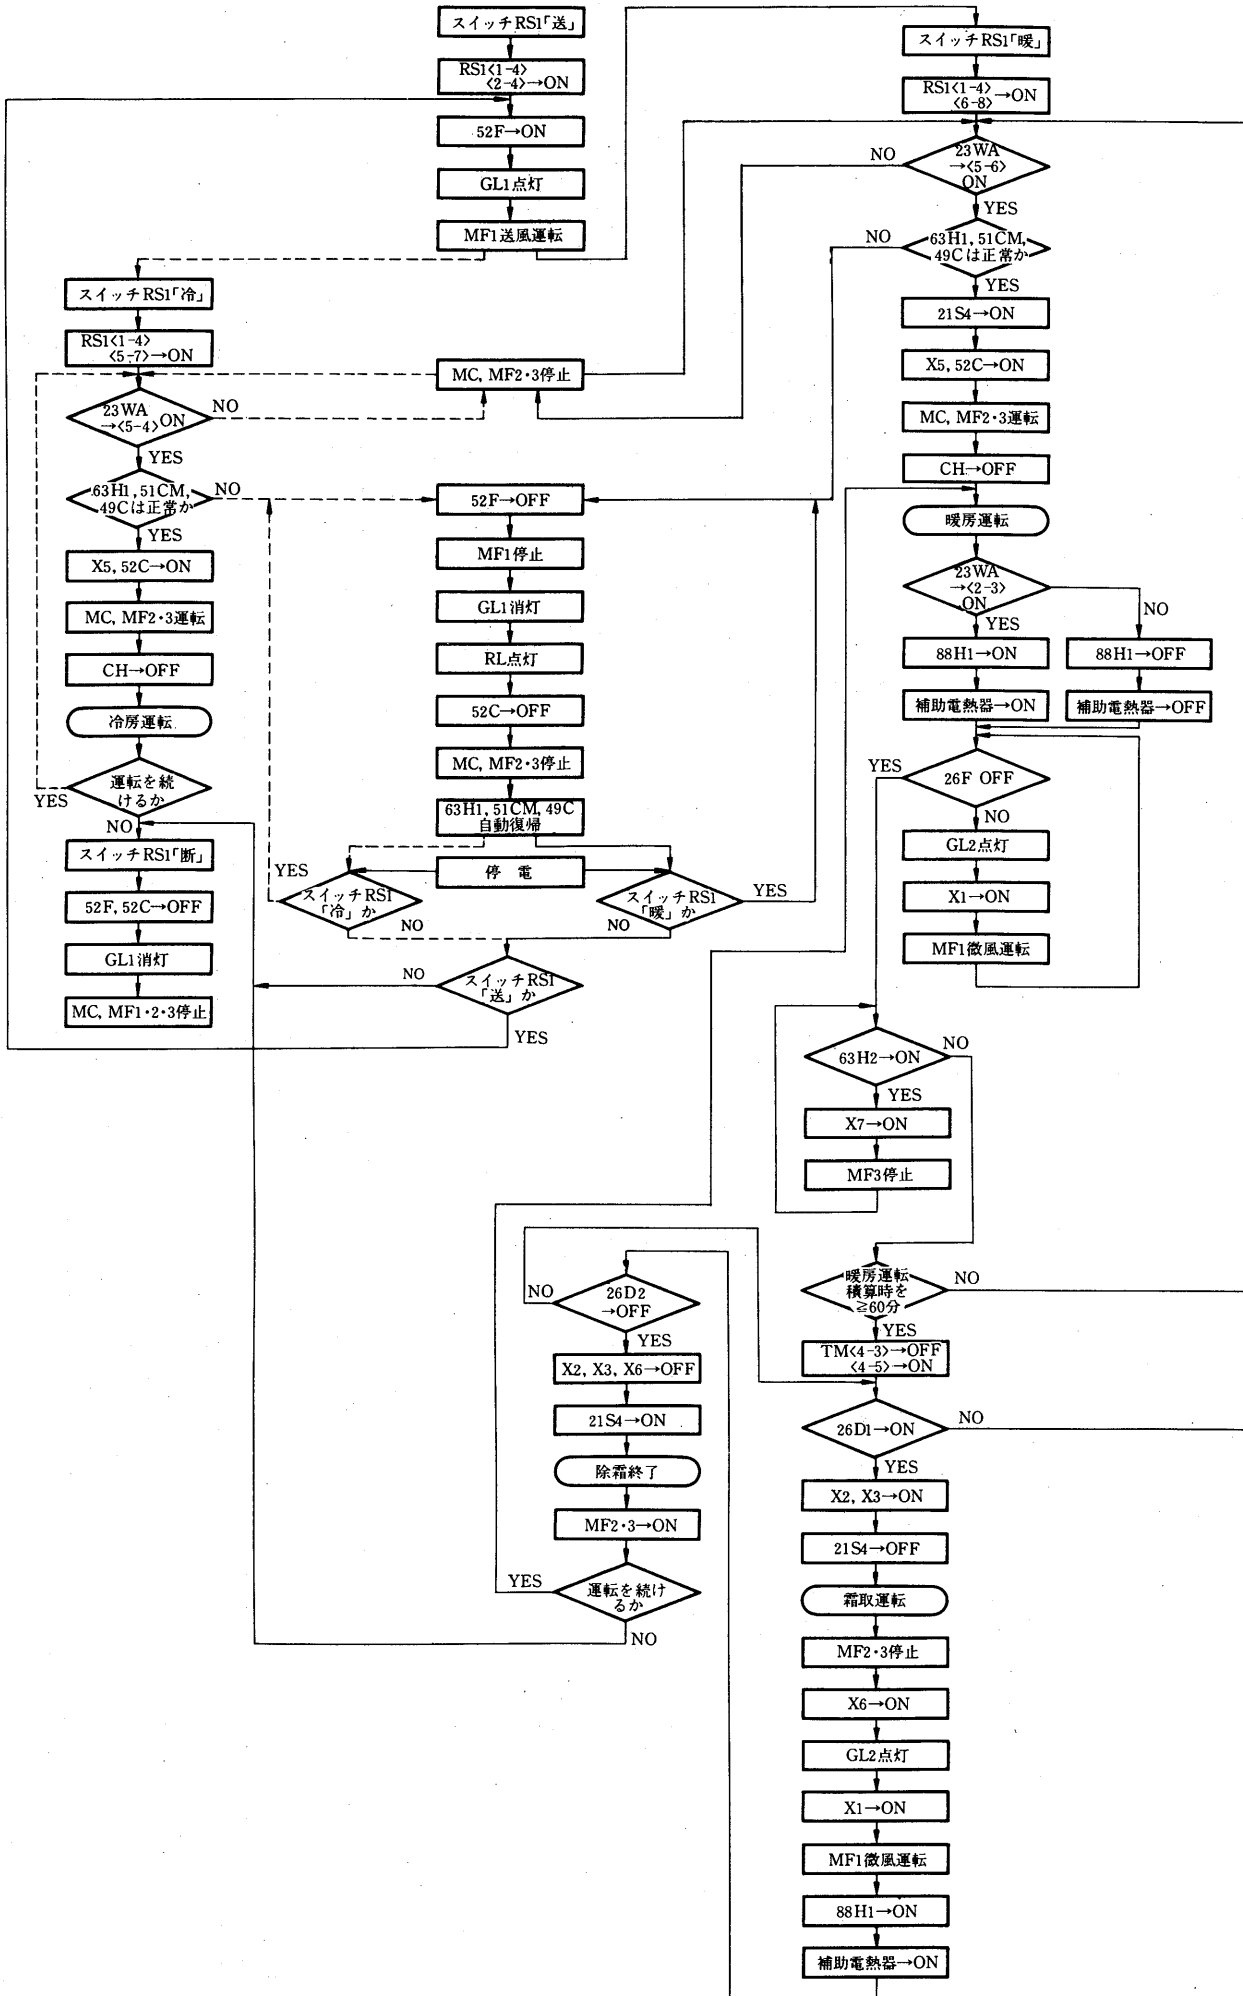 スイッチRS1「送」
RS1<1-4>
<2-4>→ON
52F→ON
GL1点灯
MF1送風運転
スイッチRS1「冷」
RS1<1-4>
<5-7>→ON
23WA
→<5-4> ON
NO
YES
63H1, 51CM,
49Cは正常か
NO
YES
X5, 52C→ON
MC, MF2・3運転
CH→OFF
冷房運転
運転を続
けるか
YES
NO
スイッチRS1「断」
52F, 52C→OFF
GL1消灯
MC, MF1・2・3停止
MC, MF2・3停止
52F→OFF
MF1停止
GL1消灯
RL点灯
52C→OFF
MC, MF2・3停止
63H1, 51CM, 49C
自動復帰
停 電
YES
スイッチRS1
「冷」か
NO
スイッチRS1
「暖」か
YES
NO
NO
スイッチRS1
「送」か
YES
スイッチRS1「暖」
RS1<1-4>
<6-8>→ON
NO
23WA
→<5-6>
ON
YES
NO
63H1, 51CM,
49Cは正常か
YES
21S4→ON
X5, 52C→ON
MC, MF2・3運転
CH→OFF
暖房運転
23WA
→<2-3>
ON
NO
YES
88H1→ON
88H1→OFF
補助電熱器→ON
補助電熱器→OFF
YES
26F OFF
NO
GL2点灯
X1→ON
MF1微風運転
63H2→ON
NO
YES
X7→ON
MF3停止
暖房運転
積算時を
≧60分
NO
YES
TM<4-3>→OFF
<4-5>→ON
26D1→ON
NO
YES
X2, X3→ON
21S4→OFF
霜取運転
MF2・3停止
X6→ON
GL2点灯
X1→ON
MF1微風運転
88H1→ON
補助電熱器→ON
NO
26D2
→OFF
YES
X2, X3, X6→OFF
21S4→ON
除霜終了
MF2・3→ON
YES
運転を続け
るか
NO